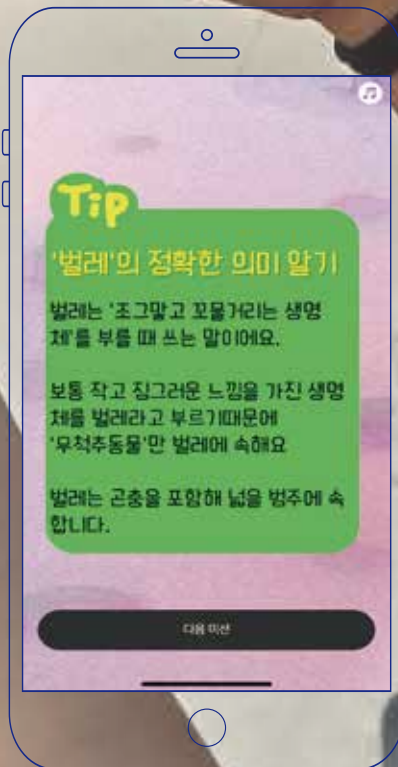 Tip
'벌레'의 정확한 의미 알기
벌레는 '조그맣고 꼬물거리는 생명
체'를 부를 때 쓰는 말이에요.
보통 작고 징그러운 느낌을 가진 생명
체를 벌레라고 부르기때문에
'무척추동물'만 벌레에 속해요
벌레는 곤충을 포함해 넓을 범주에 속
합니다.
다음 미션